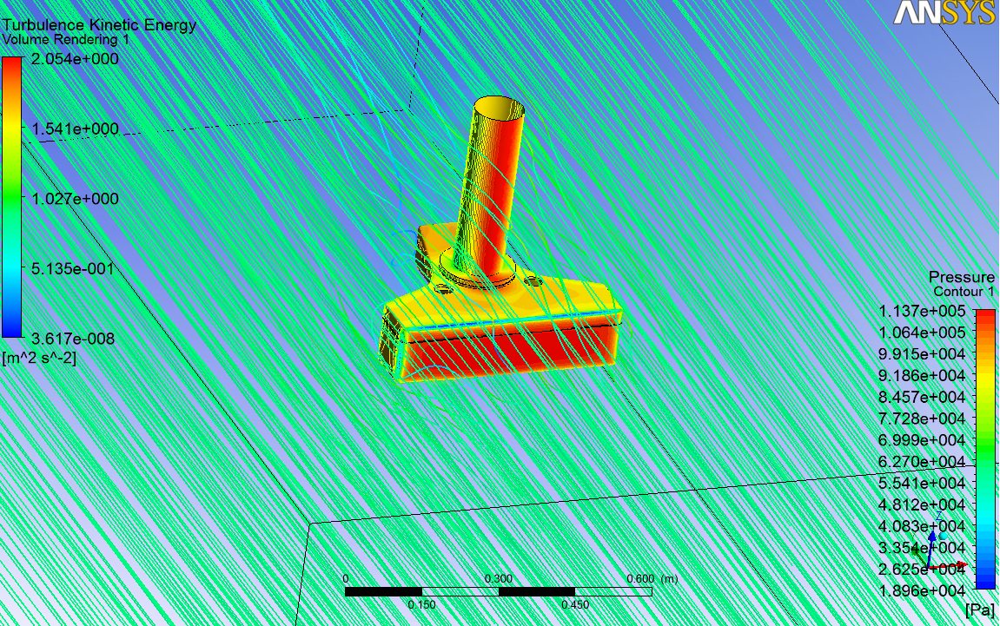 ANSYS
Turbulence Kinetic Energy
Volume Rendering 1
2.054e+000
1.541e+000
1.027e+000
5.135e-001
3.617e-008
[m^2 s^-2]
Pressure
Contour 1
1.137e+005
1.064e+005
9.915e+004
9.186e+004
8.457e+004
7.728e+004
6.999e+004
6.270e+004
5.541e+004
4.812e+004
4.083e+004
3.354e+004
2.625e+004
1.896e+004
[Pa]
Z
0 0.300 0.600 (m)
0.150 0.450